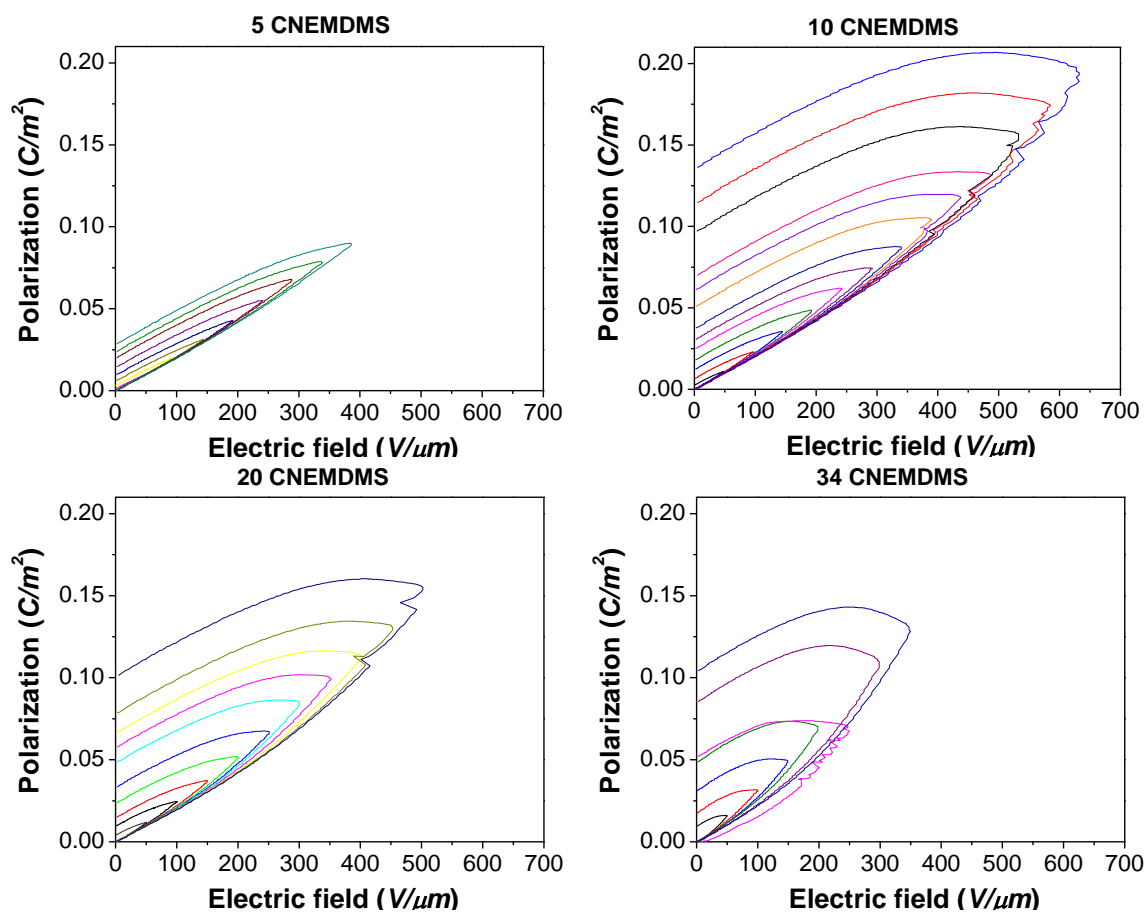 5 CNEMDMS
0.20
0.15
0.10
0.05
0.00
Polarization (C/m²)
0 100 200 300 400 500 600 700
Electric field (V/μm)
10 CNEMDMS
0.20
0.15
0.10
0.05
0.00
Polarization (C/m²)
0 100 200 300 400 500 600 700
Electric field (V/μm)
20 CNEMDMS
0.20
0.15
0.10
0.05
0.00
Polarization (C/m²)
0 100 200 300 400 500 600 700
Electric field (V/μm)
34 CNEMDMS
0.20
0.15
0.10
0.05
0.00
Polarization (C/m²)
0 100 200 300 400 500 600 700
Electric field (V/μm)